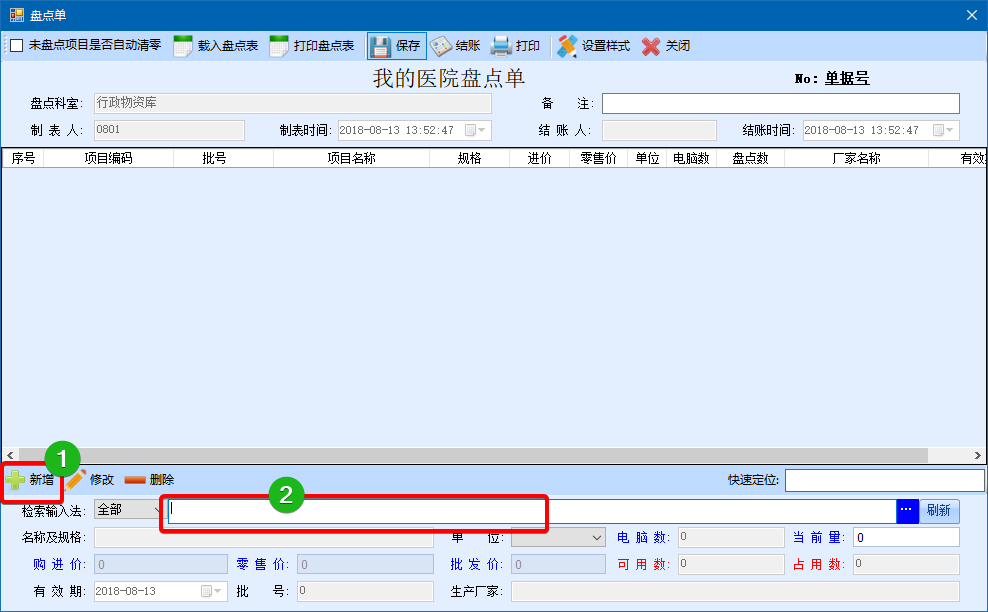 盘点单
未盘点项目是否自动清零 载入盘点表 打印盘点表 保存 结账 打印 设置样式 关闭
我的医院盘点单 No: 单据号
盘点科室: 行政物资库 备 注:
制 表 人: 0801 制表时间: 2018-08-13 13:52:47 结 账 人: 结账时间: 2018-08-13 13:52:47
序号 项目编码 批号 项目名称 规格 进价 零售价 单位 电脑数 盘点数 厂家名称 有效
1
新增 修改 删除 快速定位:
2
检索输入法: 全部 ... 刷新
名称及规格: 单 位: 电 脑 数: 0 当 前 量: 0
购 进 价: 0 零 售 价: 0 批 发 价: 0 可 用 数: 0 占 用 数: 0
有 效 期: 2018-08-13 批 号: 0 生产厂家: